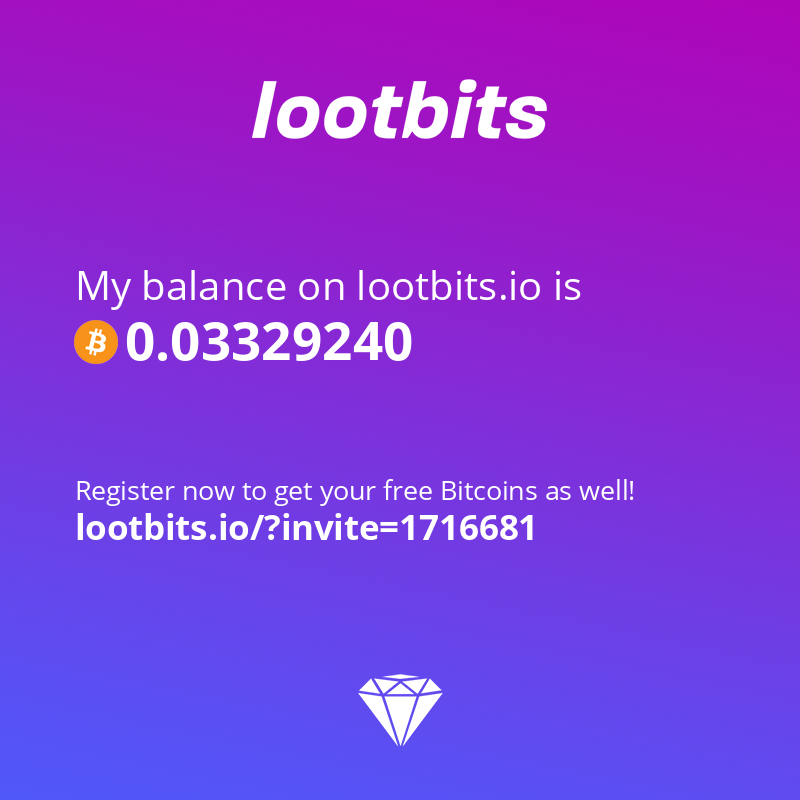 lootbits
My balance on lootbits.io is
0.03329240
Register now to get your free Bitcoins as well!
lootbits.io/?invite=1716681